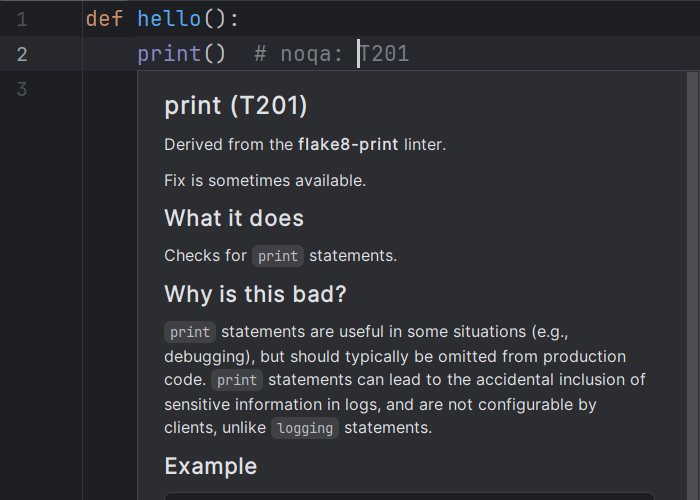 1 def hello():
2 print()  # noqa: T201
3
print (T201)
Derived from the flake8-print linter.
Fix is sometimes available.
What it does
Checks for print statements.
Why is this bad?
print statements are useful in some situations (e.g.,
debugging), but should typically be omitted from production
code. print statements can lead to the accidental inclusion of
sensitive information in logs, and are not configurable by
clients, unlike logging statements.
Example